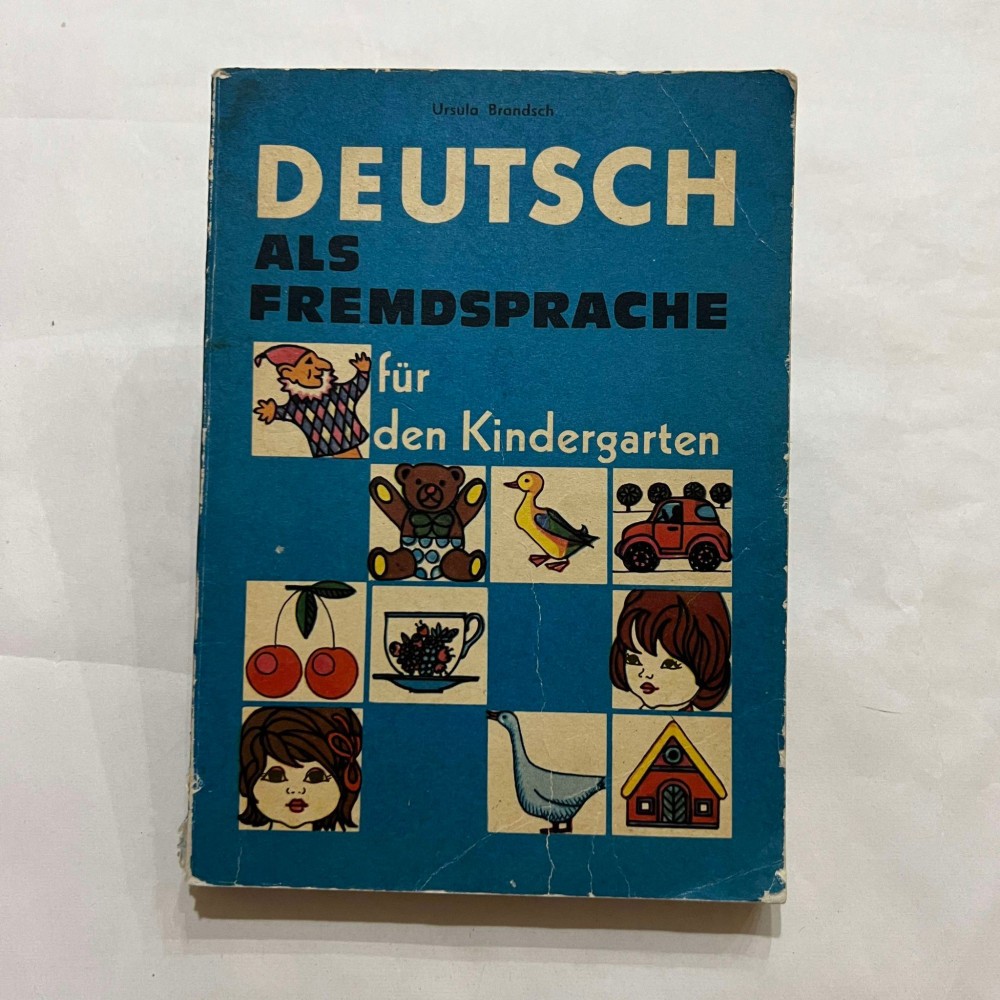 Ursula Brandsch
DEUTSCH
ALS
FREMDSPRACHE
für
den Kindergarten